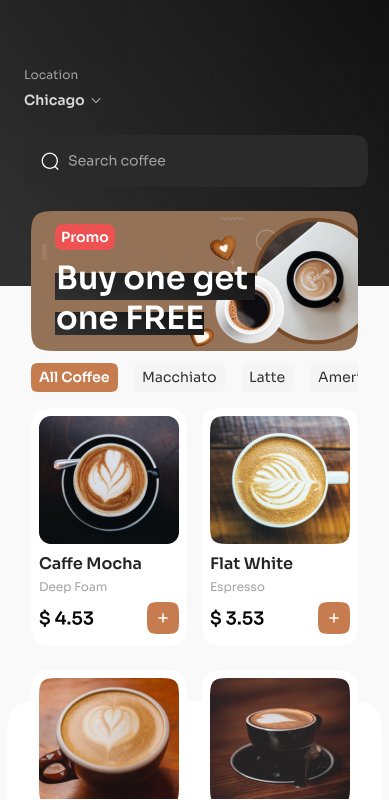 Location
Chicago
Search coffee
Promo
Buy one get
one FREE
All Coffee
Macchiato
Latte
Amer
Caffe Mocha
Flat White
Deep Foam
Espresso
$ 4.53
+
$ 3.53
+